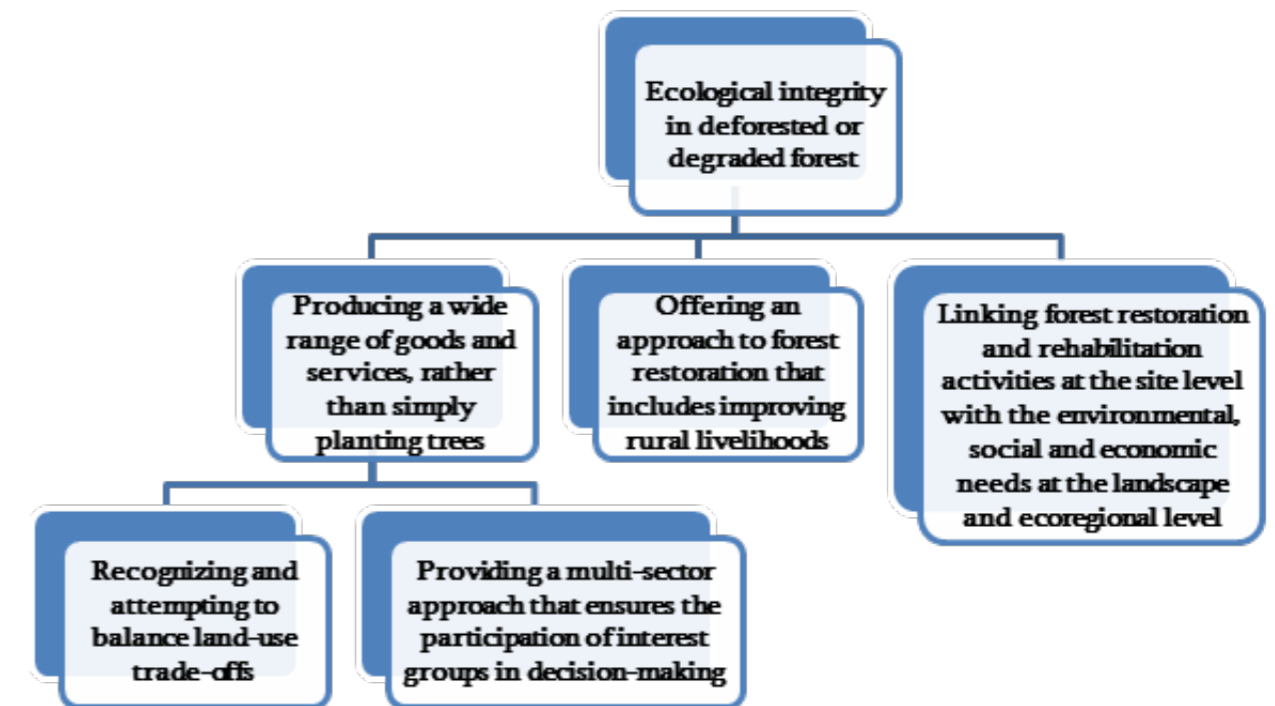 Ecological integrity
in deforested or
degraded forest
Producing a wide
range of goods and
services, rather
than simply
planting trees
Offering an
approach to forest
restoration that
includes improving
rural livelihoods
Linking forest restoration
and rehabilitation
activities at the site level
with the environmental,
social and economic
needs at the landscape
and ecoregional level
Recognizing and
attempting to
balance land-use
trade-offs
Providing a multi-sector
approach that ensures the
participation of interest
groups in decision-making